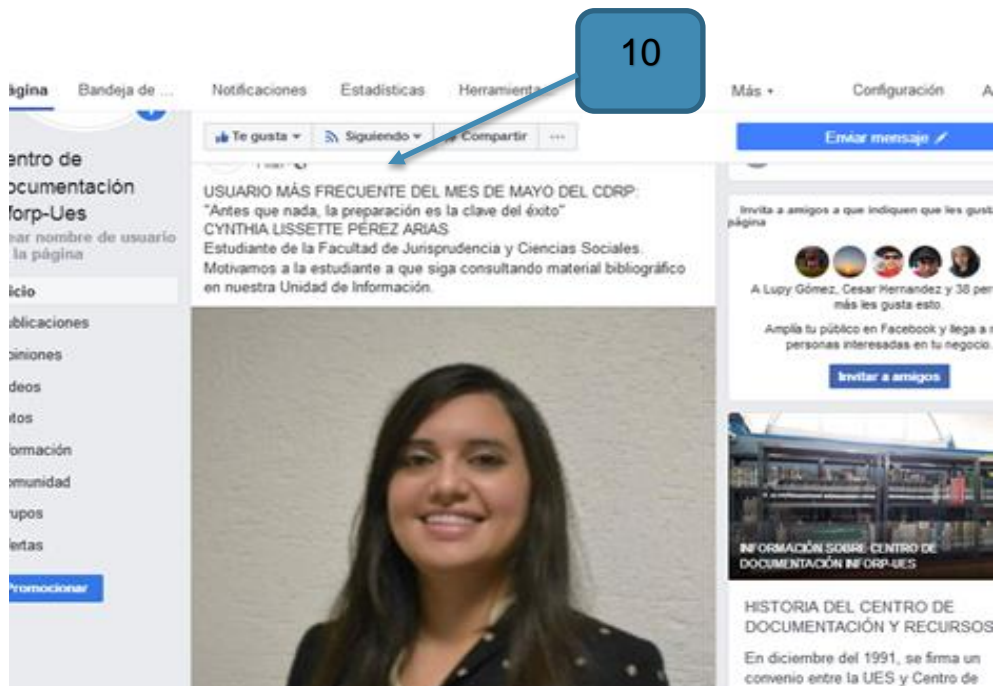 10
ágina Bandeja de ... Notificaciones Estadísticas Herramienta Más Configuración A
Te gusta Siguiendo Compartir ... Enviar mensaje
entro de
ocumentación
forp-Ues
ear nombre de usuario
la página
icio
ublicaciones
piniones
deos
tos
ormación
omunidad
upos
ertas
Promocionar
USUARIO MÁS FRECUENTE DEL MES DE MAYO DEL CDRP:
"Antes que nada, la preparación es la clave del éxito"
CYNTHIA LISSETTE PÉREZ ARIAS
Estudiante de la Facultad de Jurisprudencia y Ciencias Sociales.
Motivamos a la estudiante a que siga consultando material bibliográfico
en nuestra Unidad de Información.
Invita a amigos a que indiquen que les gusta
página
A Lupy Gómez, Cesar Hernandez y 38 per
más les gusta esto.
Amplía tu público en Facebook y llega a m
personas interesadas en tu negocio.
Invitar a amigos
INFORMACIÓN SOBRE CENTRO DE
DOCUMENTACIÓN INFORP-UES
HISTORIA DEL CENTRO DE
DOCUMENTACIÓN Y RECURSOS
En diciembre del 1991, se firma un
convenio entre la UES y Centro de